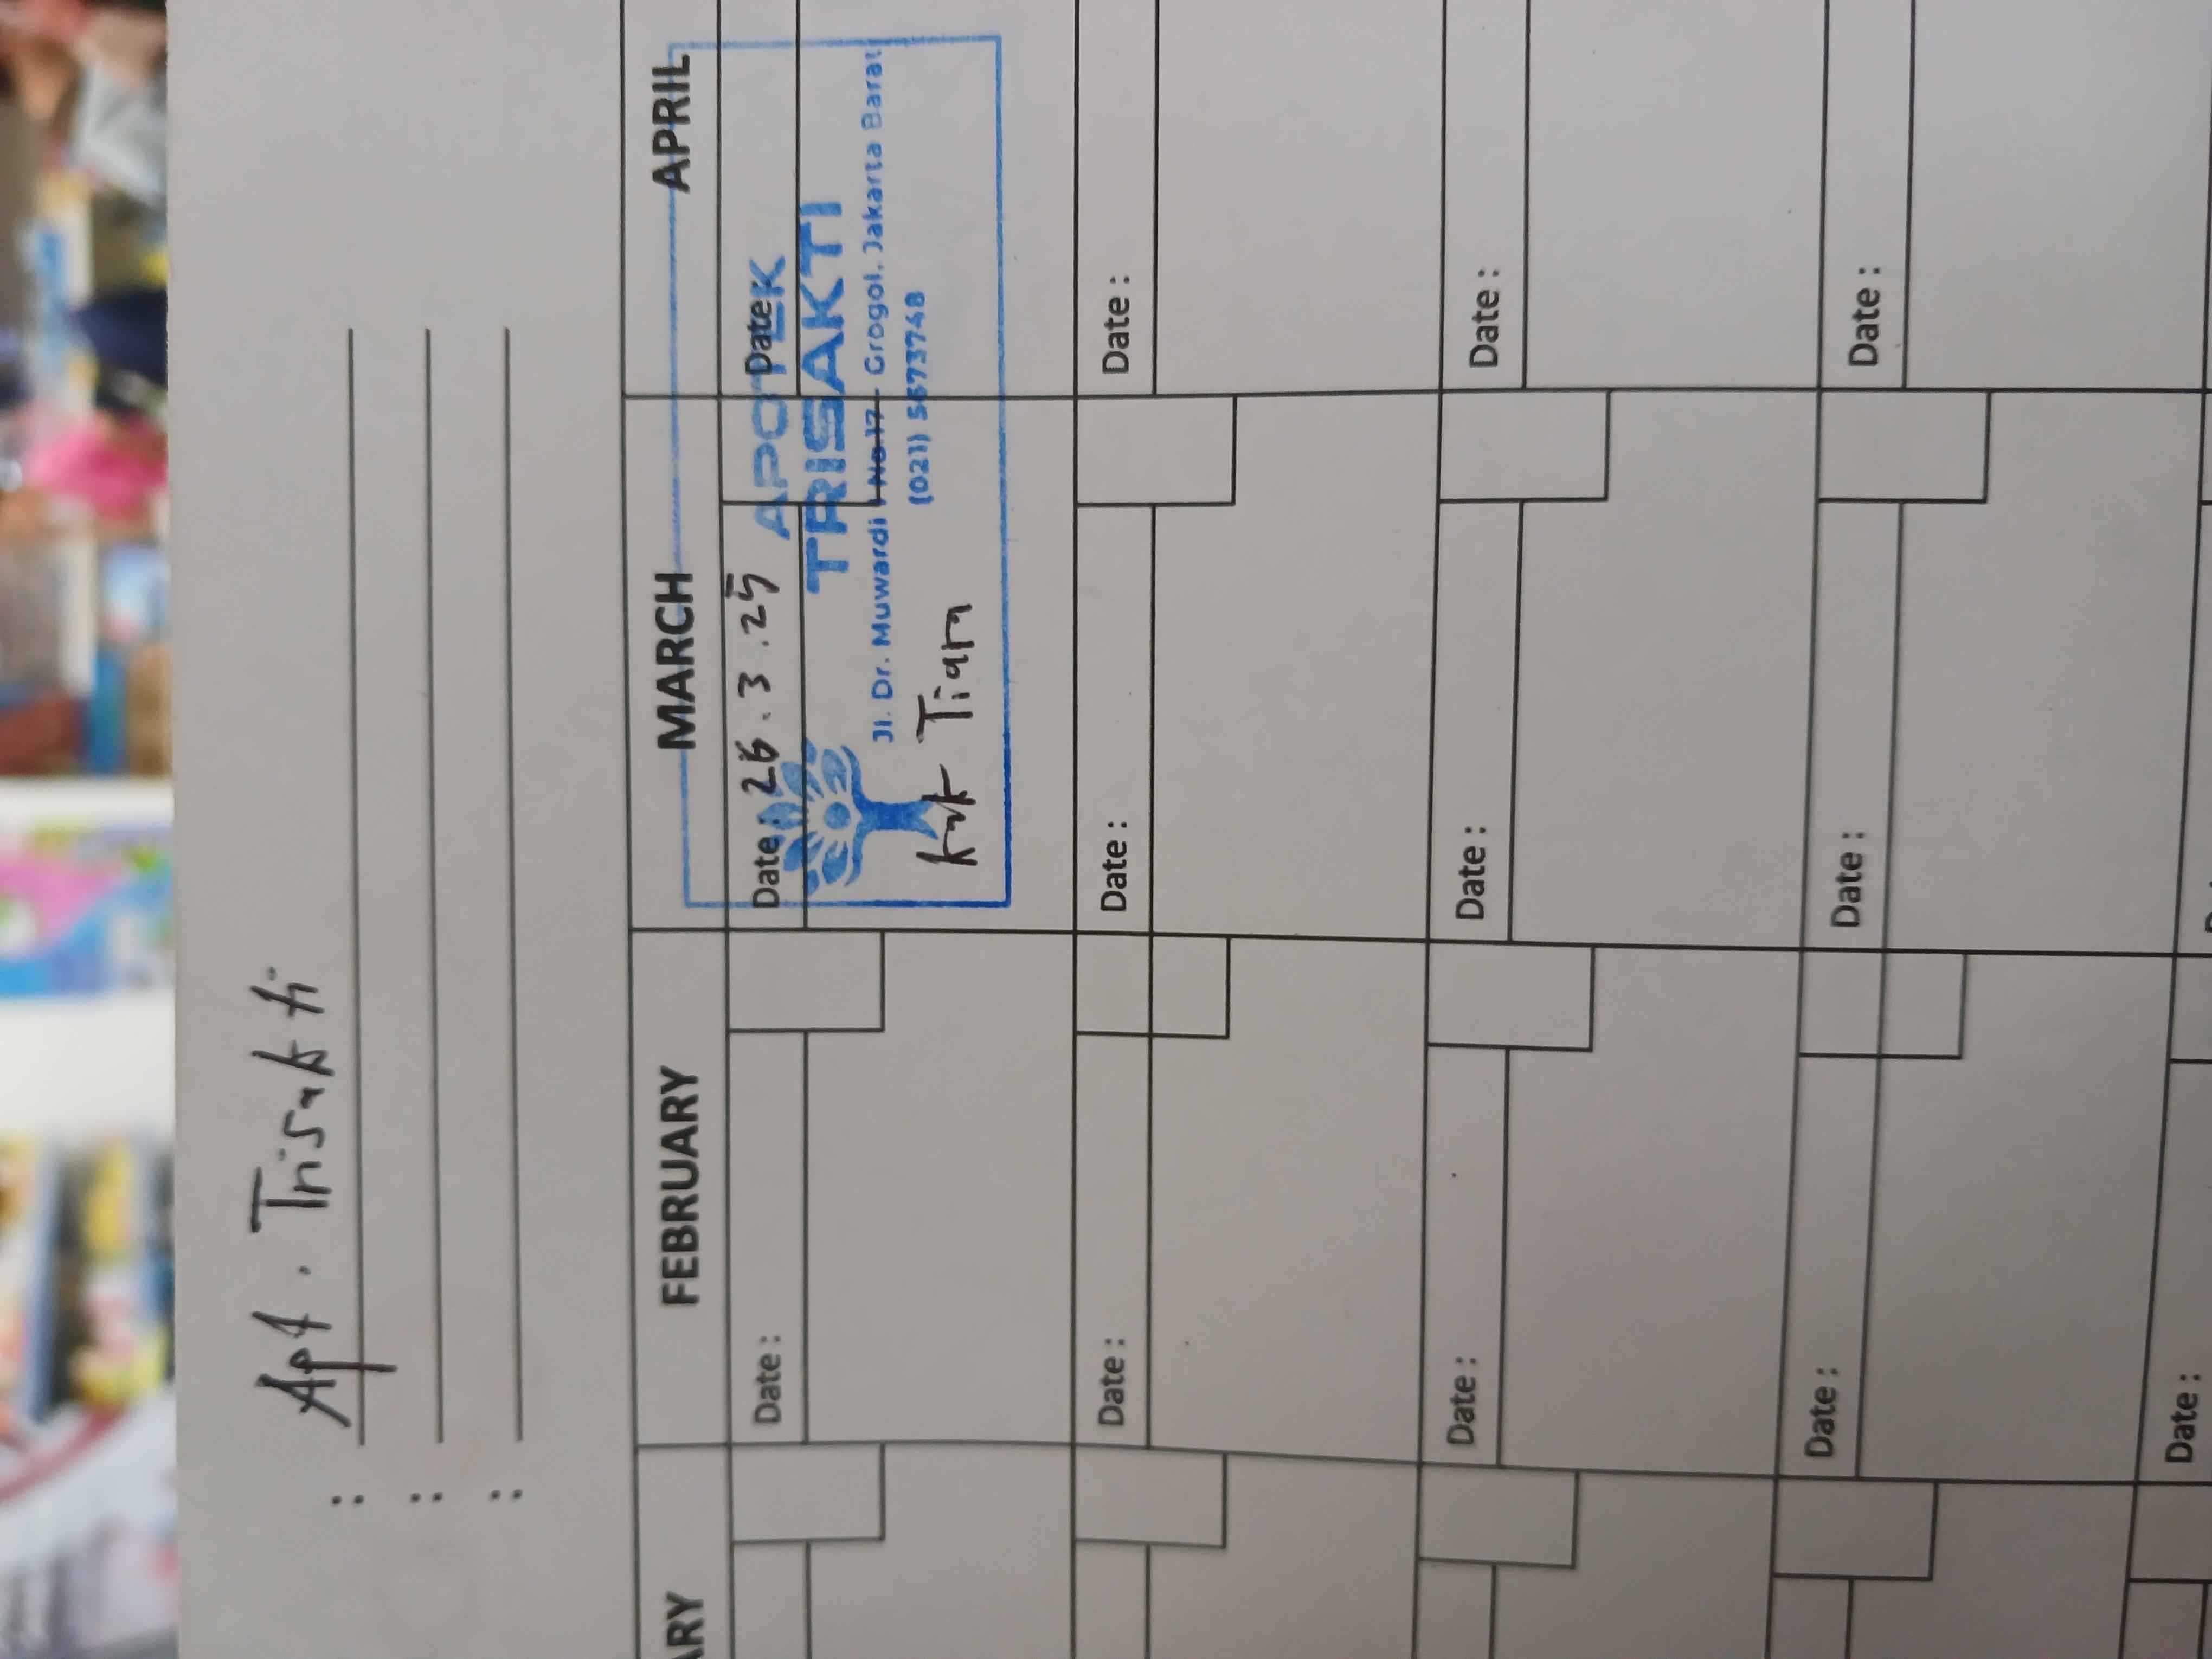 : Apt. Trisakti
:
:
ARY FEBRUARY MARCH APRIL
Date : Date : 26.3.25 Date
APOTEK
TRISAKTI
Jl. Dr. Muwardi I No.17 - Grogol, Jakarta Barat
(021) 5673748
kak Tian
Date : Date : Date :
Date : Date : Date :
Date : Date : Date :
Date :